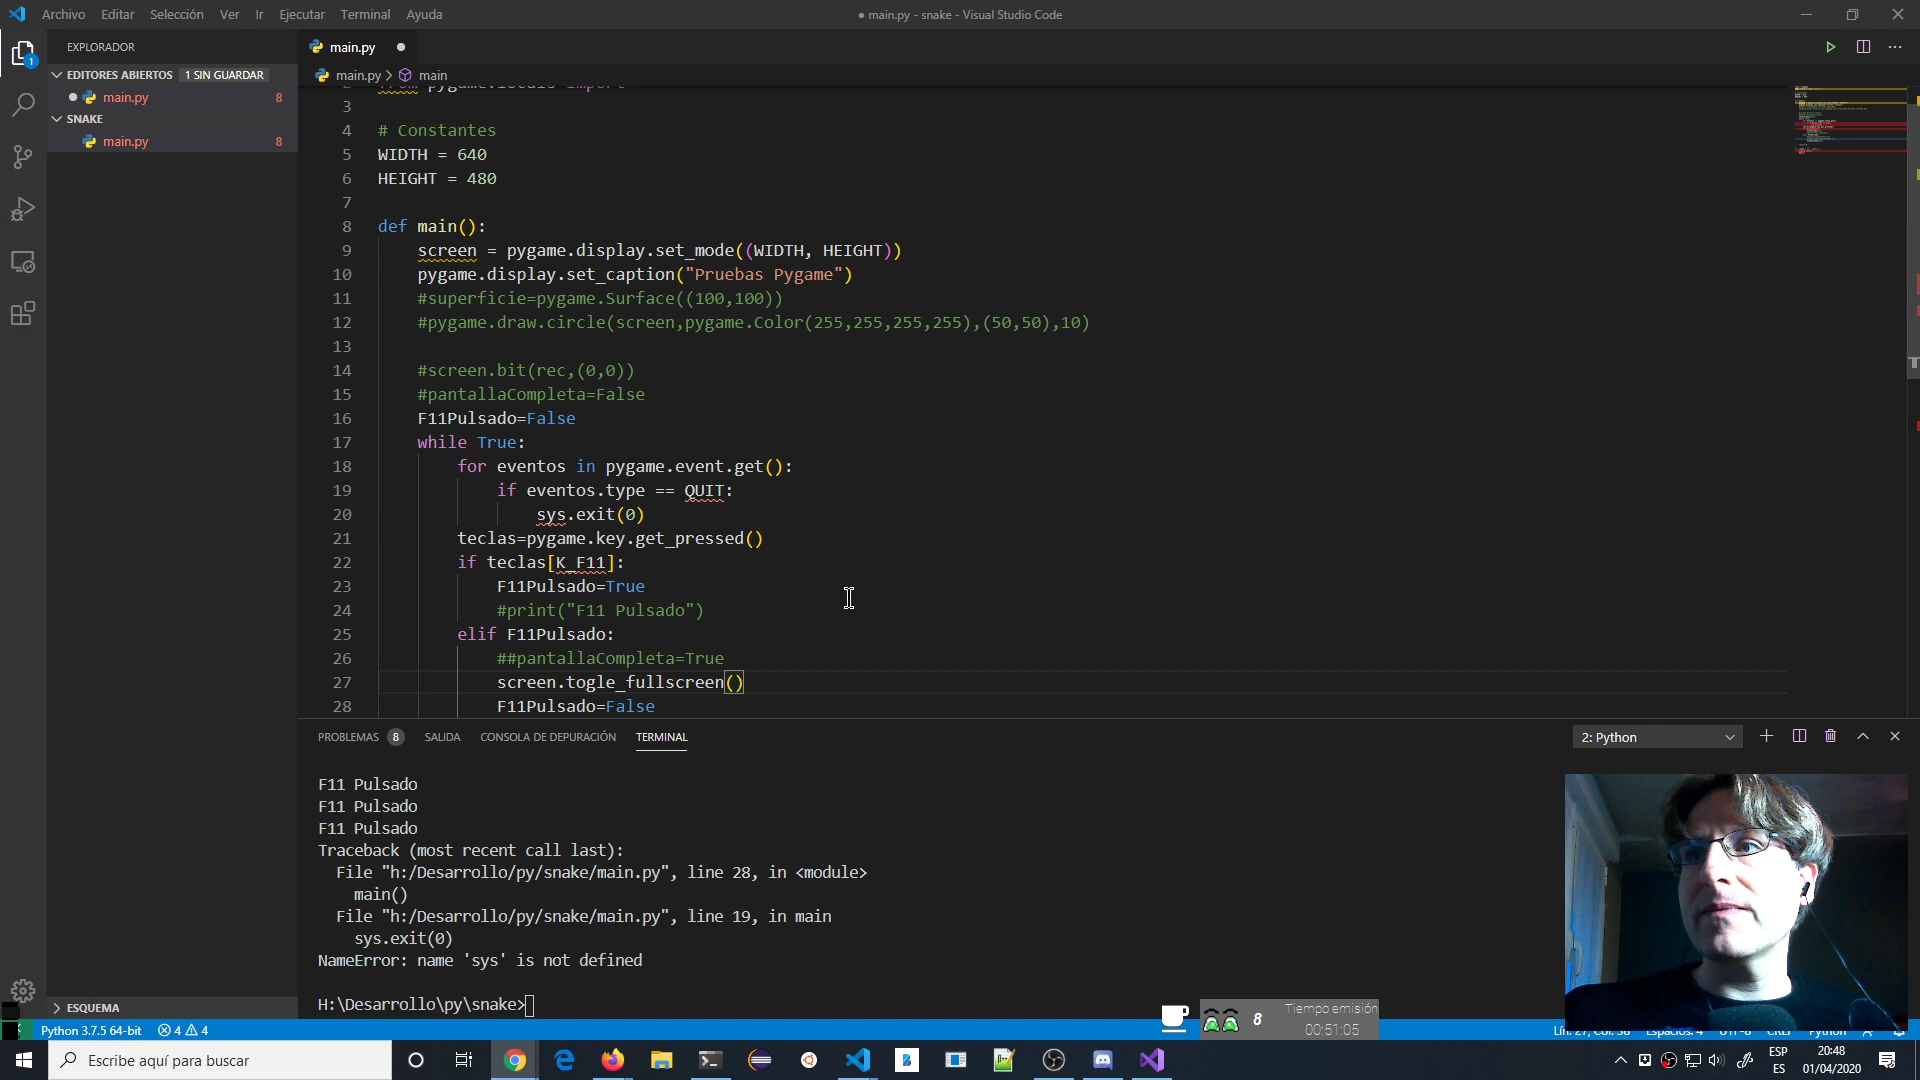 Archivo Editar Selección Ver Ir Ejecutar Terminal Ayuda
● main.py - snake - Visual Studio Code
EXPLORADOR
EDITORES ABIERTOS 1 SIN GUARDAR
main.py 8
SNAKE
main.py 8
ESQUEMA
1
main.py
main.py > main
3
4 # Constantes
5 WIDTH = 640
6 HEIGHT = 480
7
8 def main():
9 screen = pygame.display.set_mode((WIDTH, HEIGHT))
10 pygame.display.set_caption("Pruebas Pygame")
11 #superficie=pygame.Surface((100,100))
12 #pygame.draw.circle(screen,pygame.Color(255,255,255,255),(50,50),10)
13
14 #screen.bit(rec,(0,0))
15 #pantallaCompleta=False
16 F11Pulsado=False
17 while True:
18 for eventos in pygame.event.get():
19 if eventos.type == QUIT:
20 sys.exit(0)
21 teclas=pygame.key.get_pressed()
22 if teclas[K_F11]:
23 F11Pulsado=True
24 #print("F11 Pulsado")
25 elif F11Pulsado:
26 ##pantallaCompleta=True
27 screen.togle_fullscreen()
28 F11Pulsado=False
PROBLEMAS 8 SALIDA CONSOLA DE DEPURACIÓN TERMINAL
2: Python
F11 Pulsado
F11 Pulsado
F11 Pulsado
Traceback (most recent call last):
File "h:/Desarrollo/py/snake/main.py", line 28, in <module>
main()
File "h:/Desarrollo/py/snake/main.py", line 19, in main
sys.exit(0)
NameError: name 'sys' is not defined
H:\Desarrollo\py\snake>
8
Tiempo emisión
00:51:05
Python 3.7.5 64-bit 4 4
Escribe aquí para buscar
ESP
ES
20:48
01/04/2020